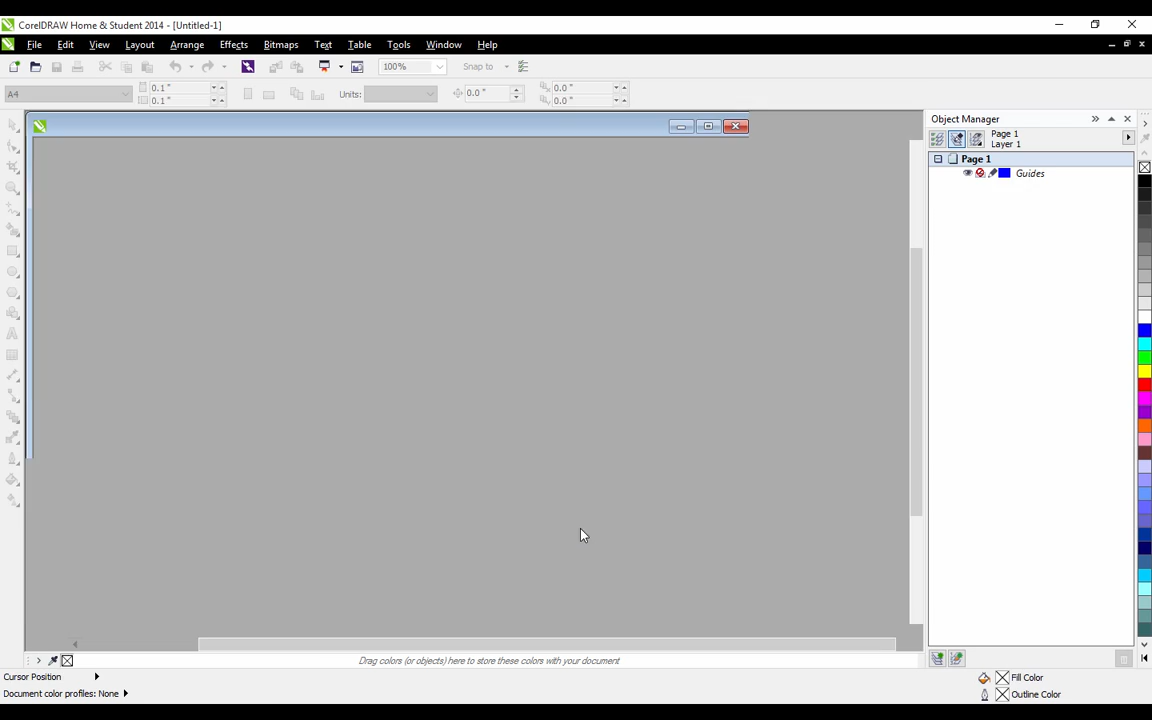 CorelDRAW Home & Student 2014 - [Untitled-1]
File Edit View Layout Arrange Effects Bitmaps Text Table Tools Window Help
100% Snap to
A4 0.1 " 0.1 " Units: 0.0 " 0.0 " 0.0 "
Object Manager
Page 1
Layer 1
Page 1
Guides
Drag colors (or objects) here to store these colors with your document
Cursor Position
Document color profiles: None
Fill Color
Outline Color